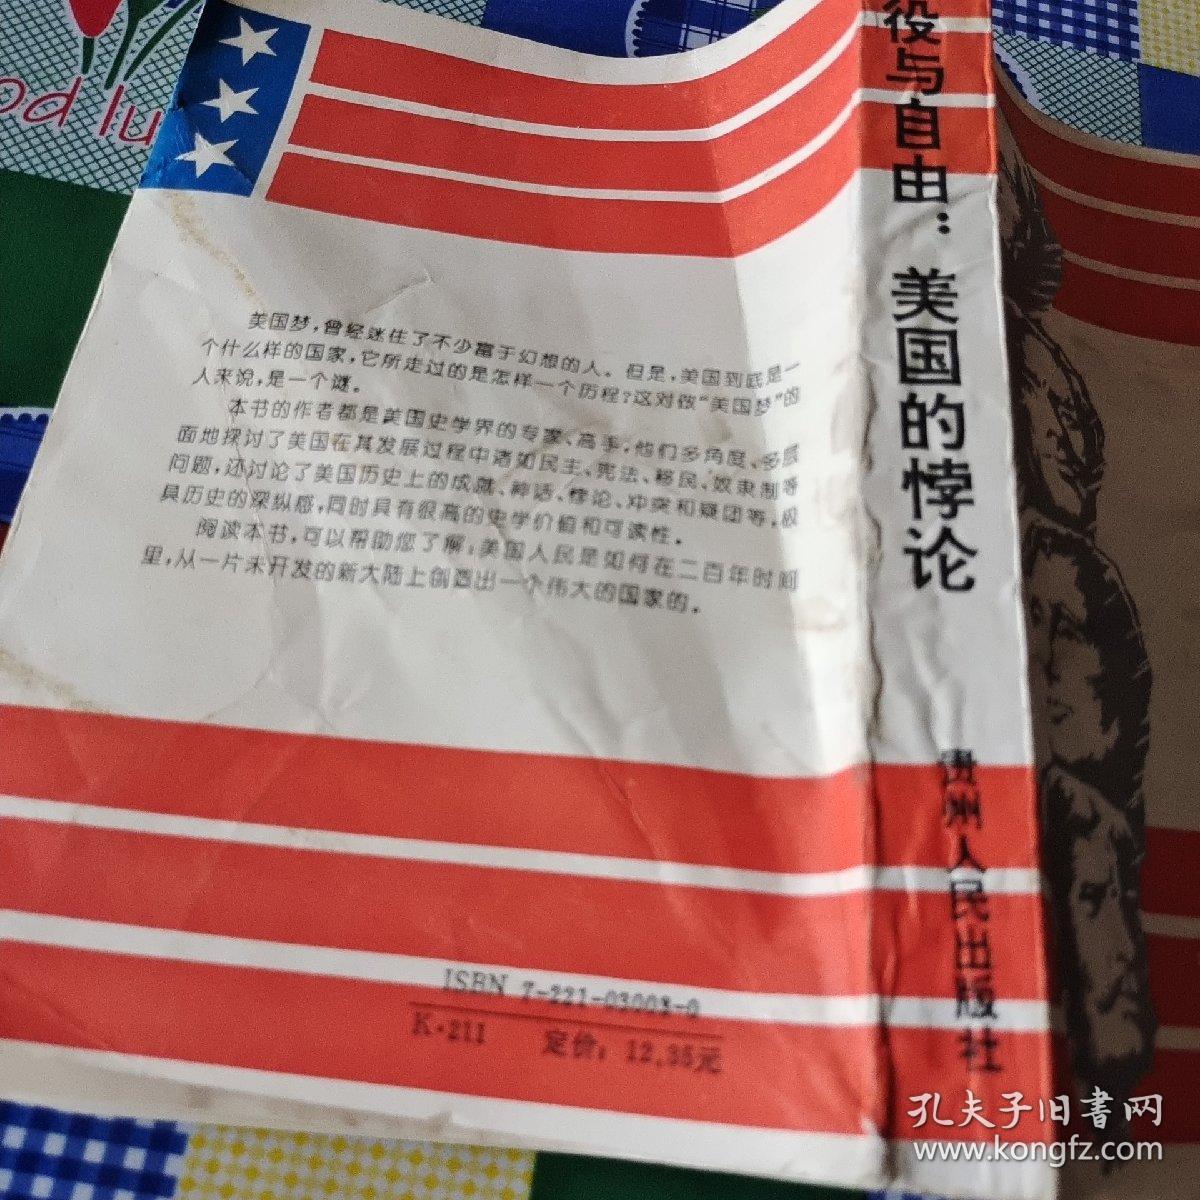 od lu
役与自由：美国的悖论
贵州人民出版社
美国梦，曾经迷住了不少富于幻想的人。但是，美国到底是一
个什么样的国家，它所走过的是怎样一个历程？这对做“美国梦”的
人来说，是一个谜。
本书的作者都是美国史学界的专家、高手，他们多角度、多层
面地探讨了美国在其发展过程中诸如民主、宪法、移民、奴隶制等
问题，还讨论了美国历史上的成就、神话、悖论、冲突和疑团等，极
具历史的深纵感，同时具有很高的史学价值和可读性。
阅读本书，可以帮助您了解：美国人民是如何在二百年时间
里，从一片未开发的新大陆上创造出一个伟大的国家的。
ISBN 7-221-03003-0
K·211 定价：12.35元
孔夫子旧書网
www.kongfz.com